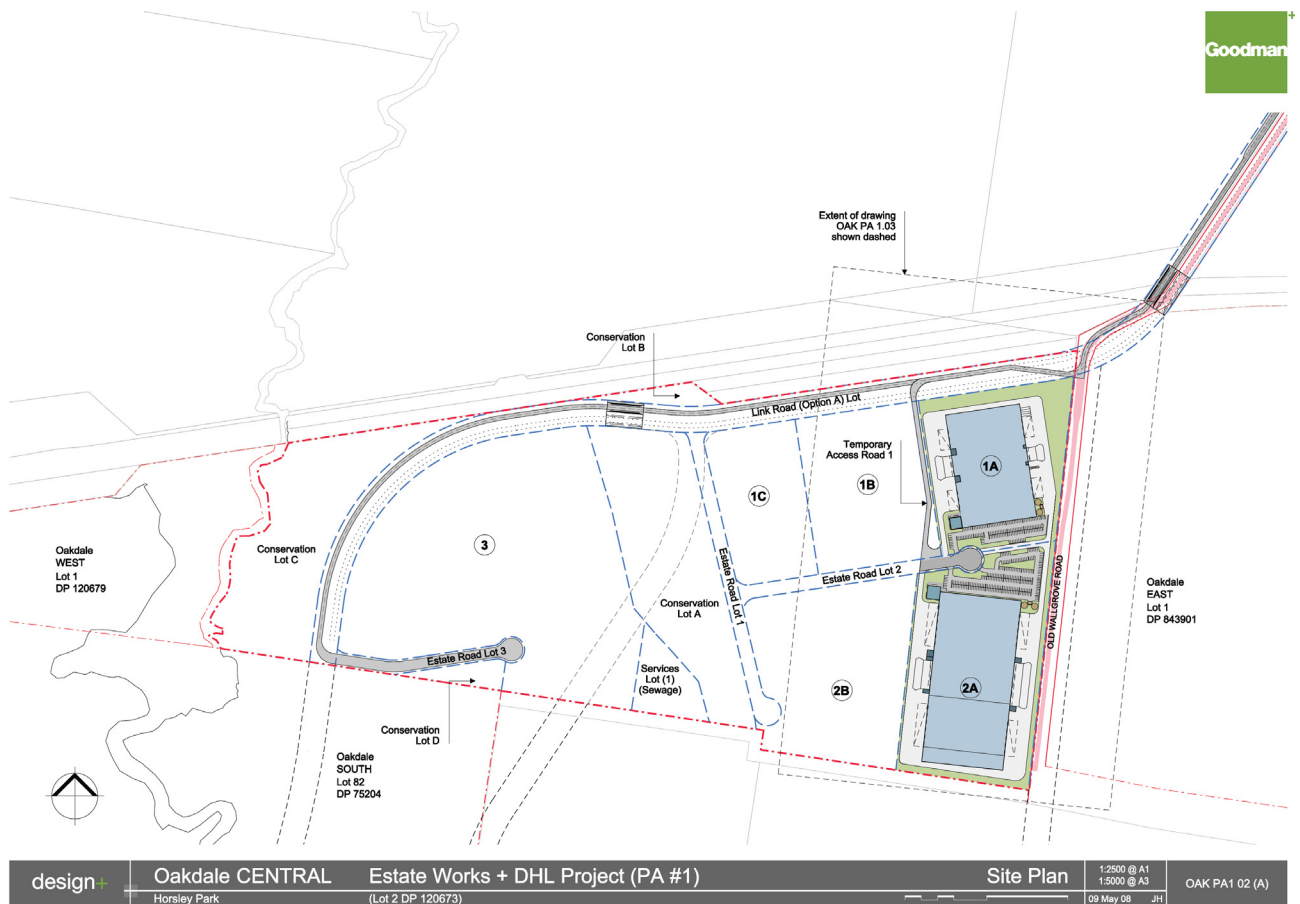 Goodman+
Extent of drawing
OAK PA 1.03
shown dashed
Conservation
Lot B
Link Road (Option A) Lot
Temporary
Access Road 1
1A
1B
1C
3
Conservation
Lot C
Oakdale
WEST
Lot 1
DP 120679
Estate Road Lot 1
Estate Road Lot 2
OLD WALLGROVE ROAD
Oakdale
EAST
Lot 1
DP 843901
Conservation
Lot A
Estate Road Lot 3
Services
Lot (1)
(Sewage)
2B
2A
Conservation
Lot D
Oakdale
SOUTH
Lot 82
DP 75204
design+
Oakdale CENTRAL
Horsley Park
Estate Works + DHL Project (PA #1)
(Lot 2 DP 120673)
Site Plan
1:2500 @ A1
1:5000 @ A3
09 May 08 JH
OAK PA1 02 (A)